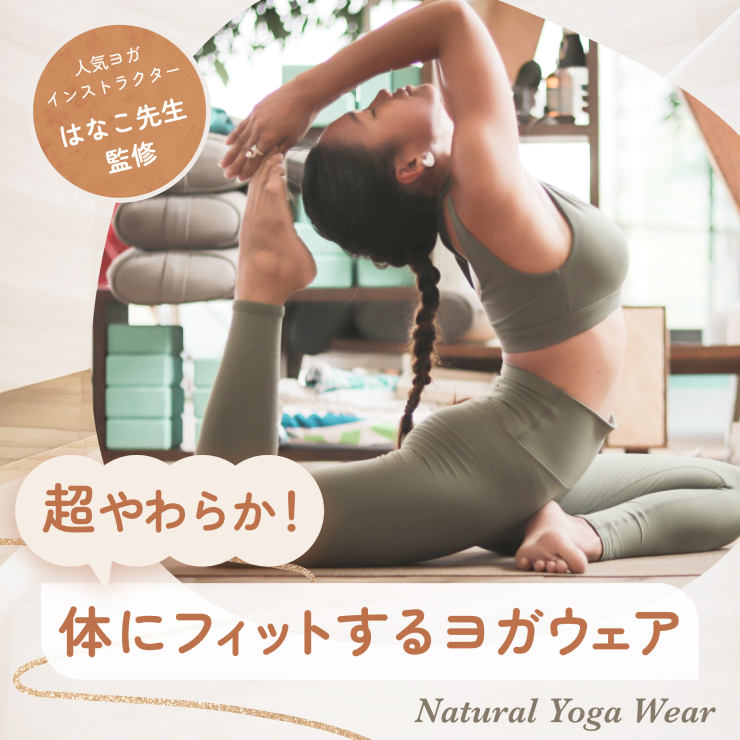 人気ヨガ
インストラクター
はなこ先生
監修
超やわらか!
体にフィットするヨガウェア
Natural Yoga Wear